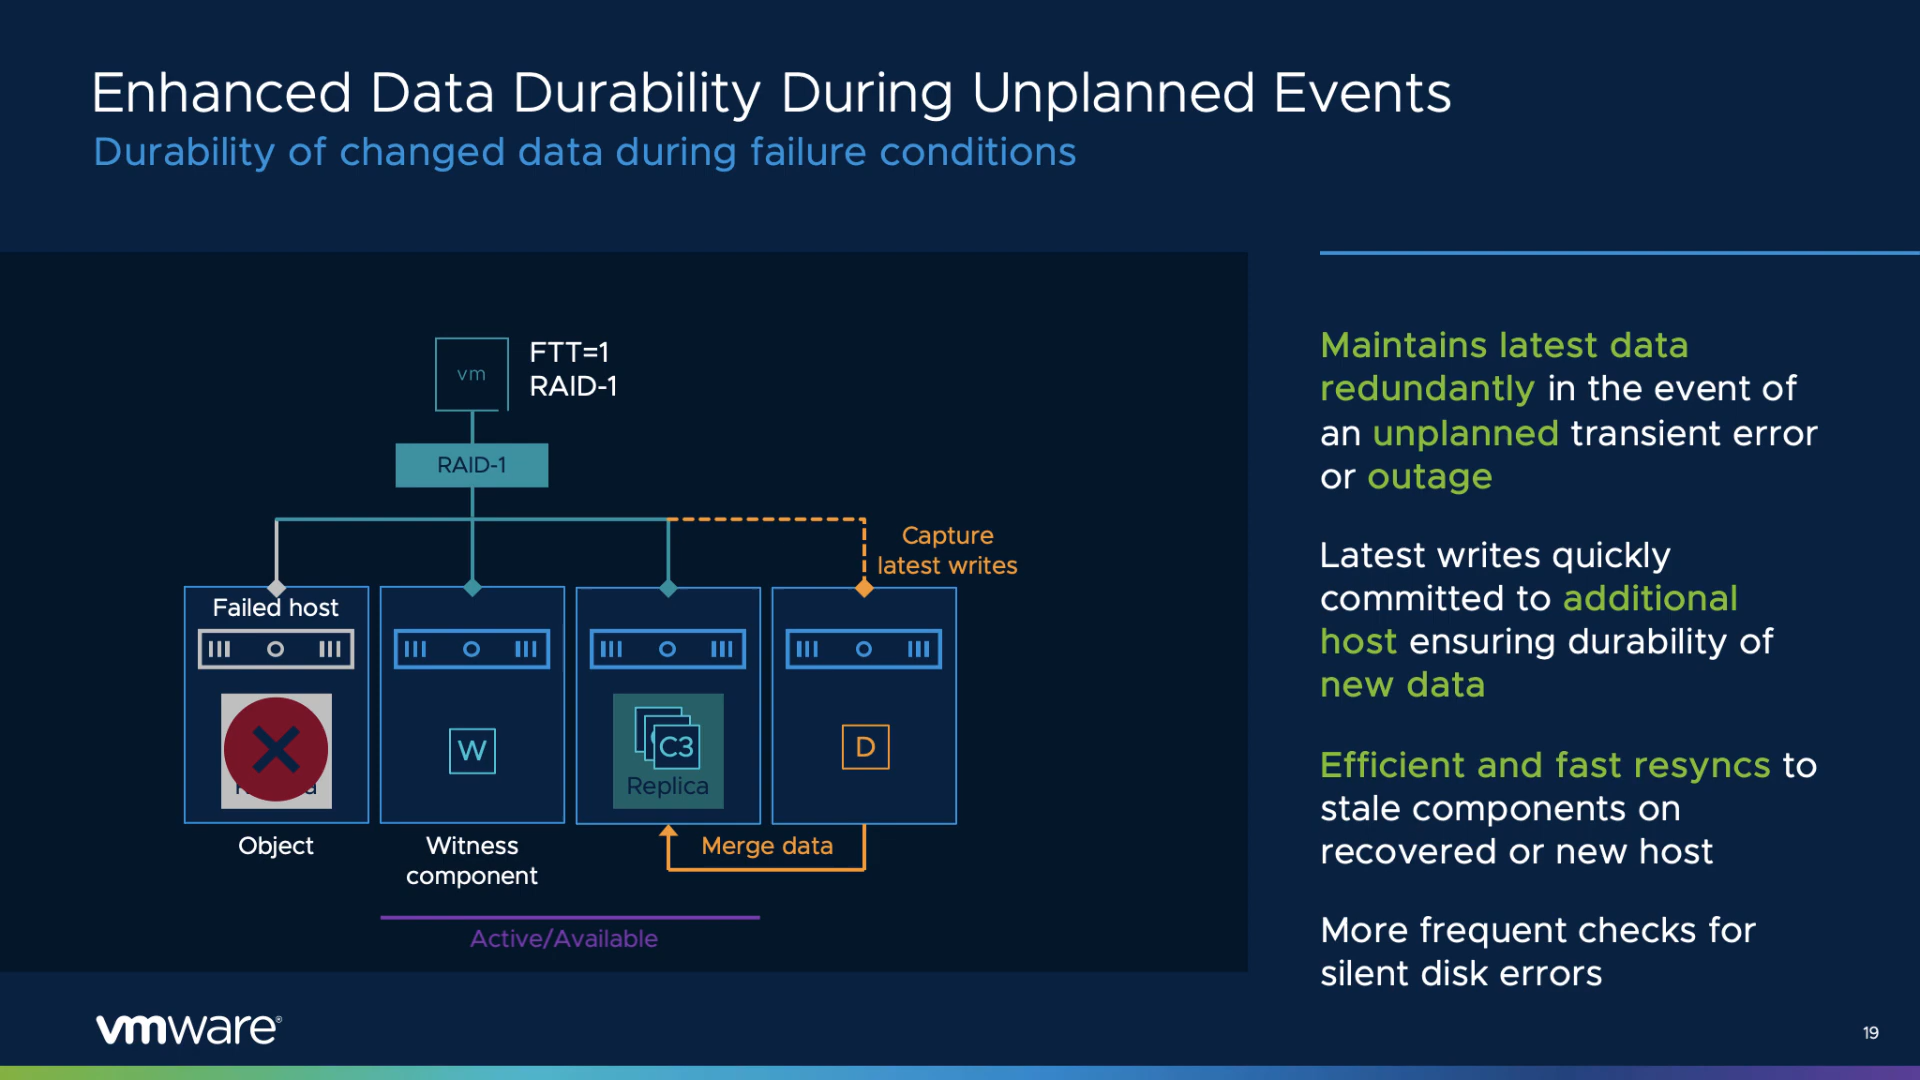 Enhanced Data Durability During Unplanned Events
Durability of changed data during failure conditions
vm
FTT=1
RAID-1
RAID-1
Capture
latest writes
Failed host
W
C3
Replica
D
Object
Witness
component
Merge data
Active/Available
Maintains latest data
redundantly in the event of
an unplanned transient error
or outage
Latest writes quickly
committed to additional
host ensuring durability of
new data
Efficient and fast resyncs to
stale components on
recovered or new host
More frequent checks for
silent disk errors
vmware®
19